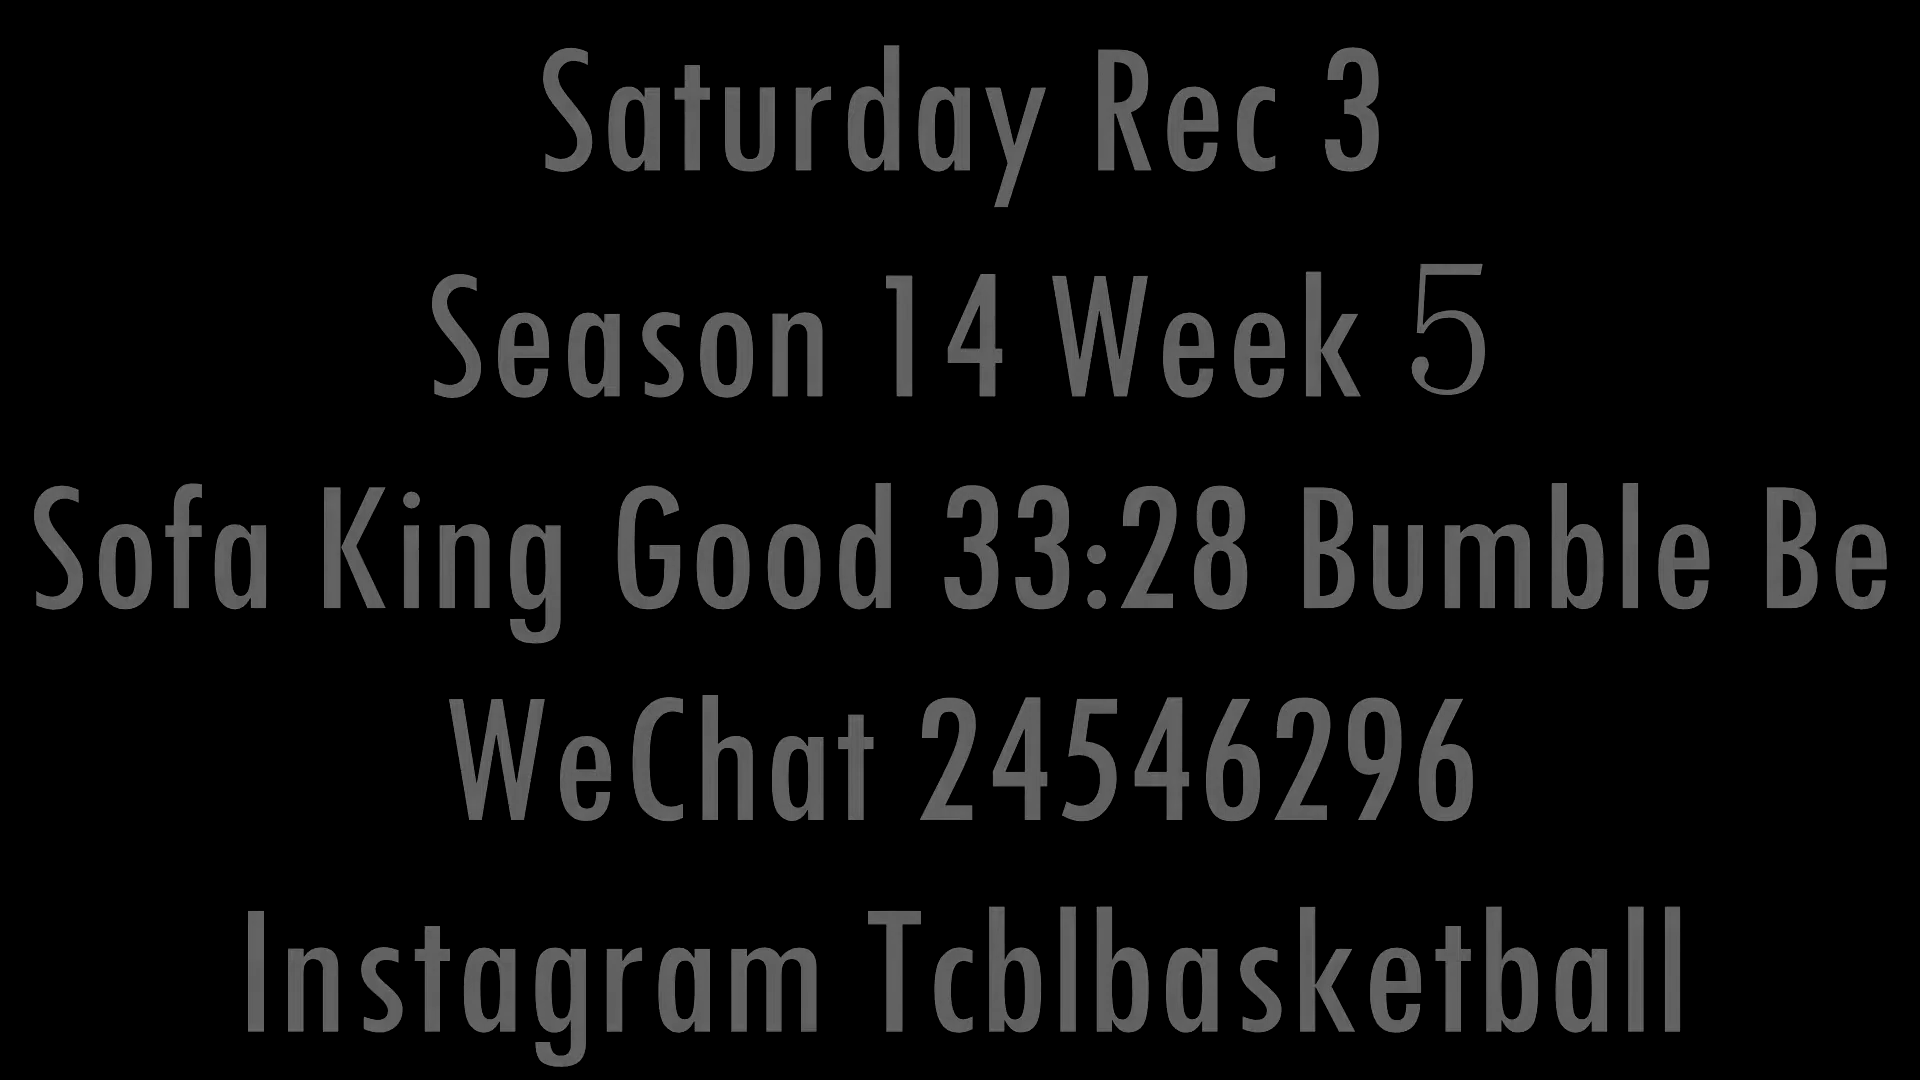 Saturday Rec 3
Season 14 Week 5
Sofa King Good 33:28 Bumble Be
WeChat 24546296
Instagram Tcblbasketball